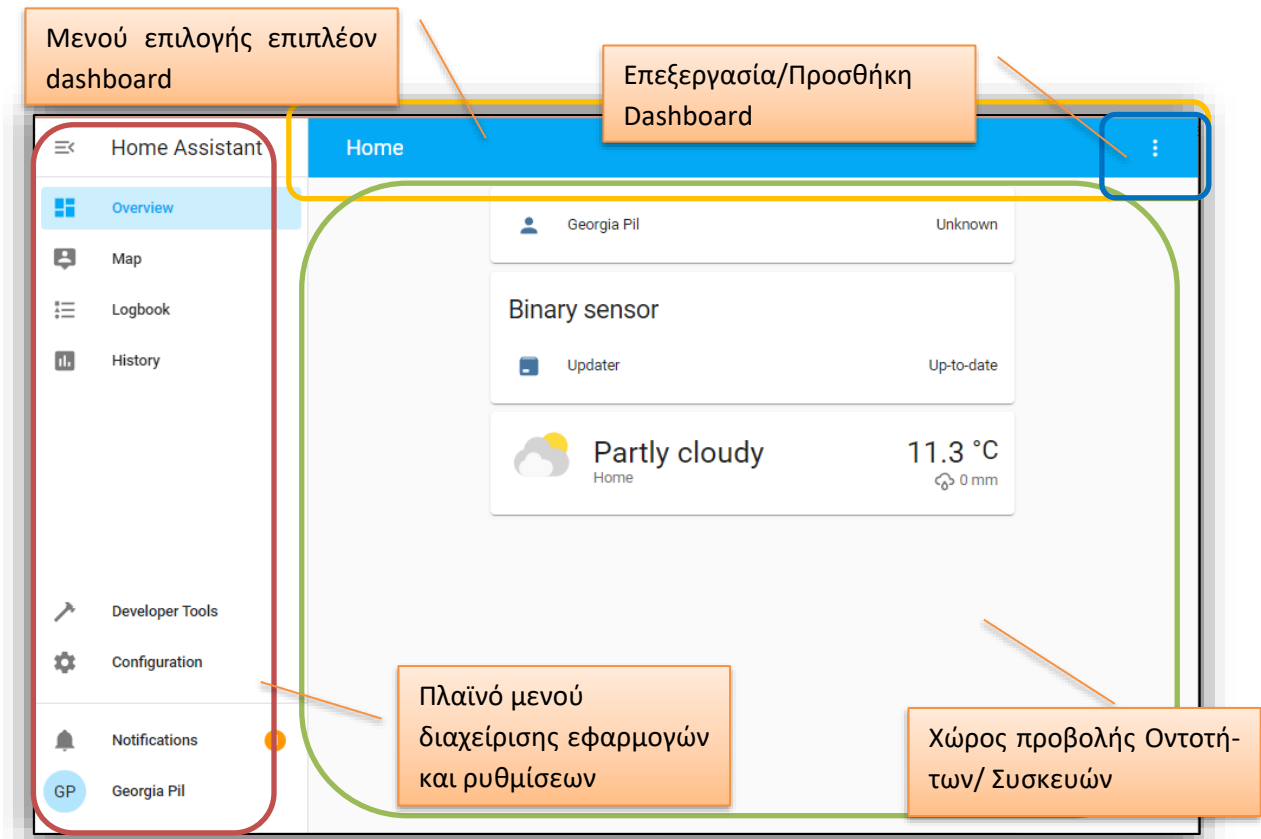 Μενού επιλογής επιπλέον
dashboard
Επεξεργασία/Προσθήκη
Dashboard
Home Assistant
Home
Overview
Map
Logbook
History
Developer Tools
Configuration
Notifications
GP
Georgia Pil
Georgia Pil
Unknown
Binary sensor
Updater
Up-to-date
Partly cloudy
Home
11.3 °C
0 mm
Πλαϊνό μενού
διαχείρισης εφαρμογών
και ρυθμίσεων
Χώρος προβολής Οντοτή-
των/ Συσκευών